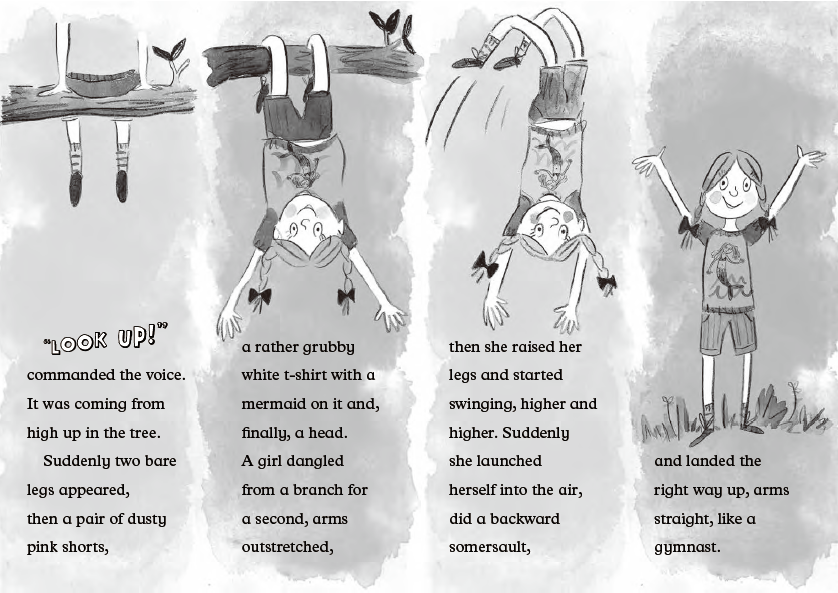 “LOOK UP!”
commanded the voice.
It was coming from
high up in the tree.
Suddenly two bare
legs appeared,
then a pair of dusty
pink shorts,
a rather grubby
white t-shirt with a
mermaid on it and,
finally, a head.
A girl dangled
from a branch for
a second, arms
outstretched,
then she raised her
legs and started
swinging, higher and
higher. Suddenly
she launched
herself into the air,
did a backward
somersault,
and landed the
right way up, arms
straight, like a
gymnast.